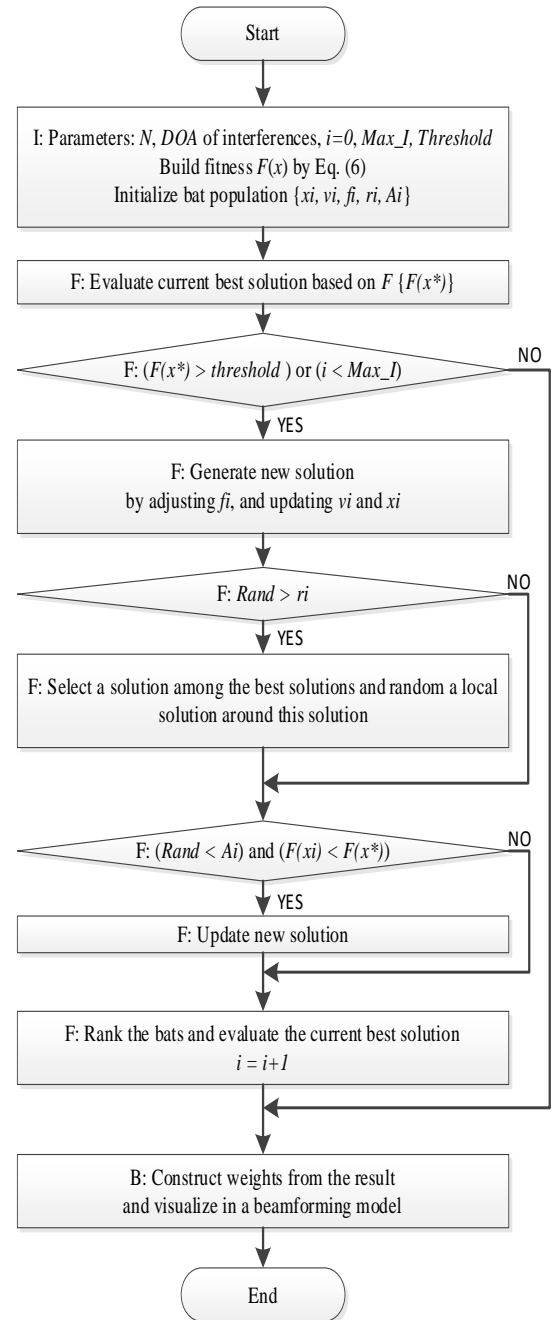 Start
I: Parameters: N, DOA of interferences, i=0, Max_I, Threshold
Build fitness F(x) by Eq. (6)
Initialize bat population {xi, vi, fi, ri, Ai}
F: Evaluate current best solution based on F {F(x*)}
F: (F(x*) > threshold ) or (i < Max_I)
NO
YES
F: Generate new solution
by adjusting fi, and updating vi and xi
F: Rand > ri
NO
YES
F: Select a solution among the best solutions and random a local
solution around this solution
F: (Rand < Ai) and (F(xi) < F(x*))
NO
YES
F: Update new solution
F: Rank the bats and evaluate the current best solution
i = i+1
B: Construct weights from the result
and visualize in a beamforming model
End